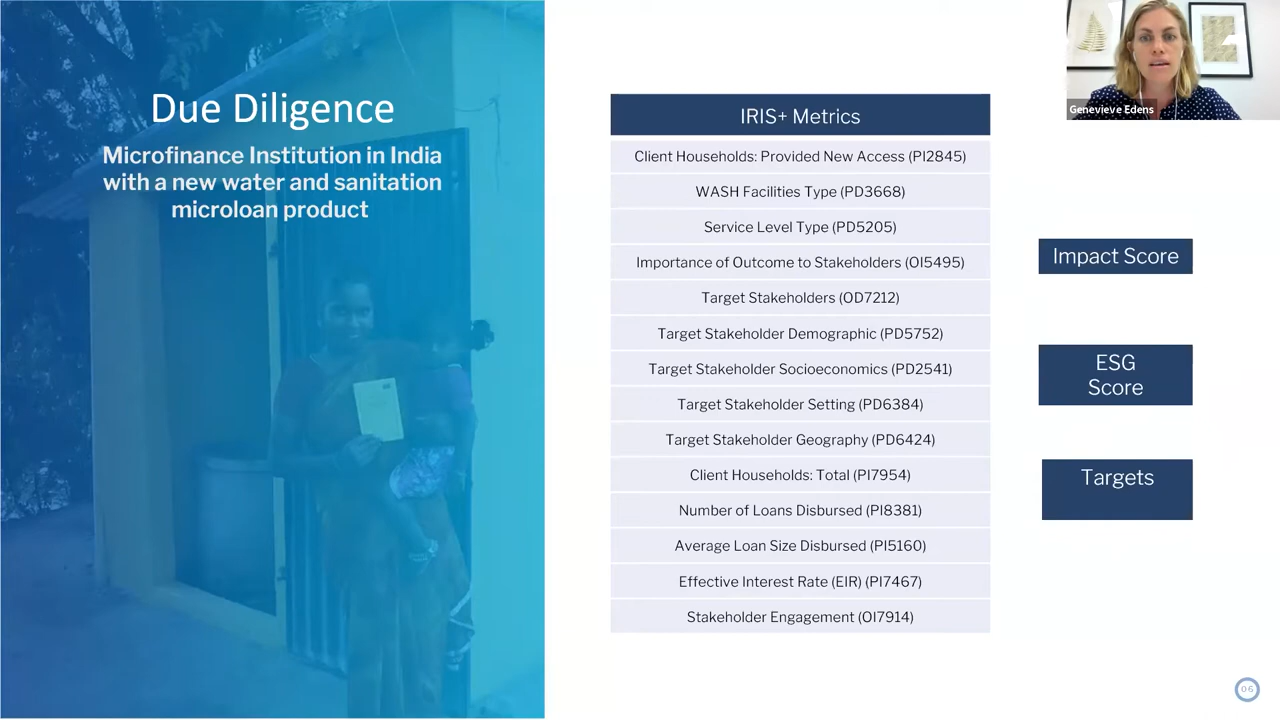 Due Diligence
Microfinance Institution in India
with a new water and sanitation
microloan product
IRIS+ Metrics
Client Households: Provided New Access (PI2845)
WASH Facilities Type (PD3668)
Service Level Type (PD5205)
Importance of Outcome to Stakeholders (OI5495)
Target Stakeholders (OD7212)
Target Stakeholder Demographic (PD5752)
Target Stakeholder Socioeconomics (PD2541)
Target Stakeholder Setting (PD6384)
Target Stakeholder Geography (PD6424)
Client Households: Total (PI7954)
Number of Loans Disbursed (PI8381)
Average Loan Size Disbursed (PI5160)
Effective Interest Rate (EIR) (PI7467)
Stakeholder Engagement (OI7914)
Impact Score
ESG
Score
Targets
Genevieve Edens
06